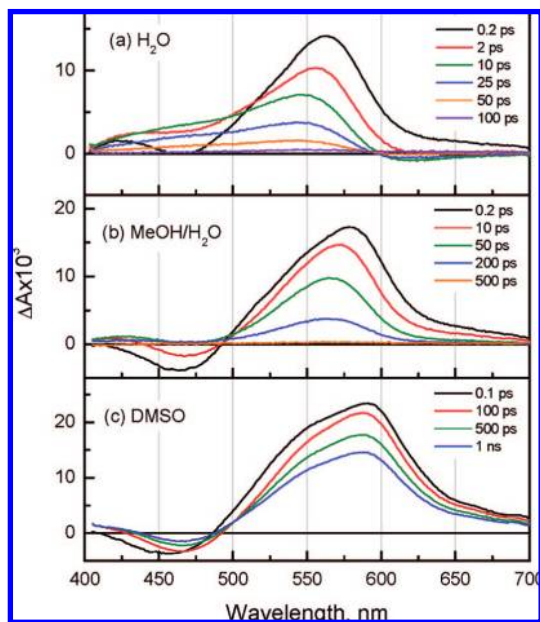 (a) H₂O
0.2 ps
2 ps
10 ps
25 ps
50 ps
100 ps
10
0
(b) MeOH/H₂O
0.2 ps
10 ps
50 ps
200 ps
500 ps
20
10
0
ΔAx10³
(c) DMSO
0.1 ps
100 ps
500 ps
1 ns
20
10
0
400 450 500 550 600 650 700
Wavelength, nm